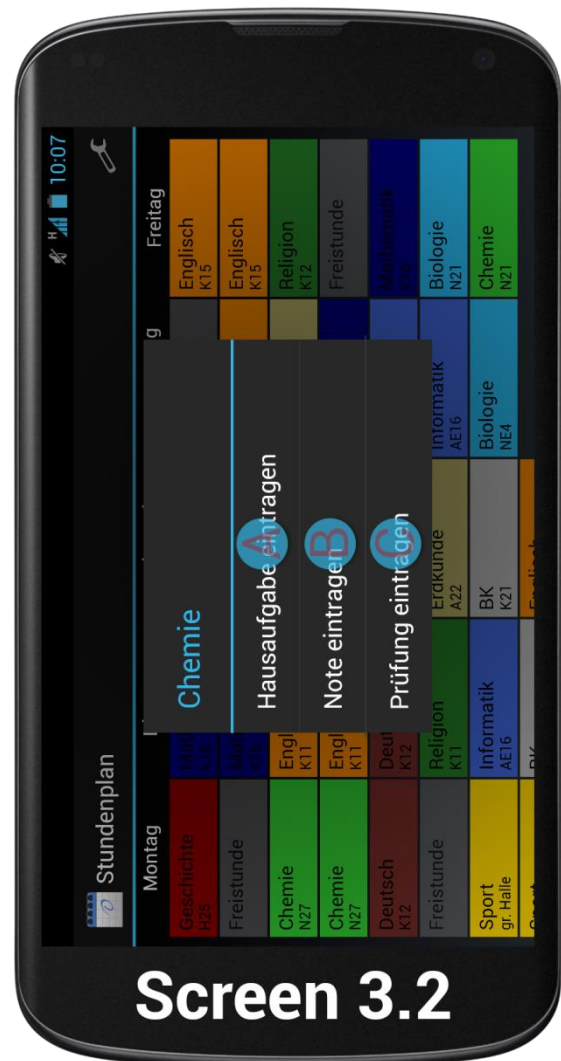 H 10:07
Stundenplan
Montag
g
Freitag
Geschichte
H25
Englisch
K15
Freistunde
Englisch
K15
Chemie
N27
Engl
K11
Religion
K12
Chemie
N27
Engl
K11
Freistunde
Deutsch
K12
Deut
K12
Mathematik
Freistunde
Religion
K11
Erdkunde
A22
Informatik
AE16
Biologie
N21
Sport
gr. Halle
Informatik
AE16
BK
K21
Biologie
NE4
Chemie
N21
Chemie
Hausaufgabe eintragen
A
Note eintragen
B
Prüfung eintragen
C
Screen 3.2